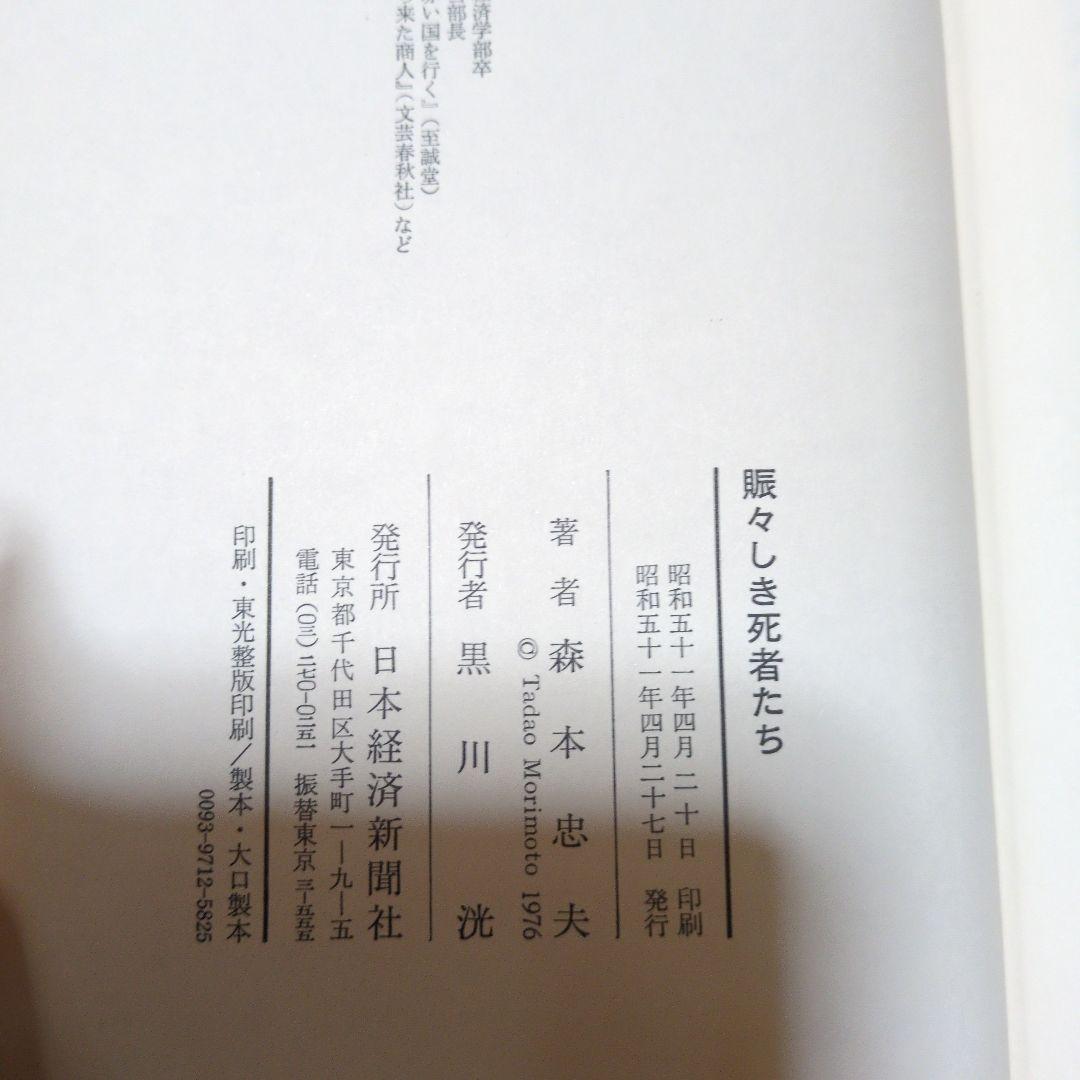 済学部卒
部長
い国を行く』（至誠堂）
来た商人』（文芸春秋社）など
賑々しき死者たち
昭和五十一年四月二十日　印刷
昭和五十一年四月二十七日　発行
著　者　森　本　忠　夫
© Tadao Morimoto 1976
発行者　黒　川　洸
発行所　日本経済新聞社
東京都千代田区大手町一―九―五
電話（〇三）二七〇―〇二五一　振替東京 三―五五五
印刷・東光整版印刷／製本・大口製本
0093-9712-5825